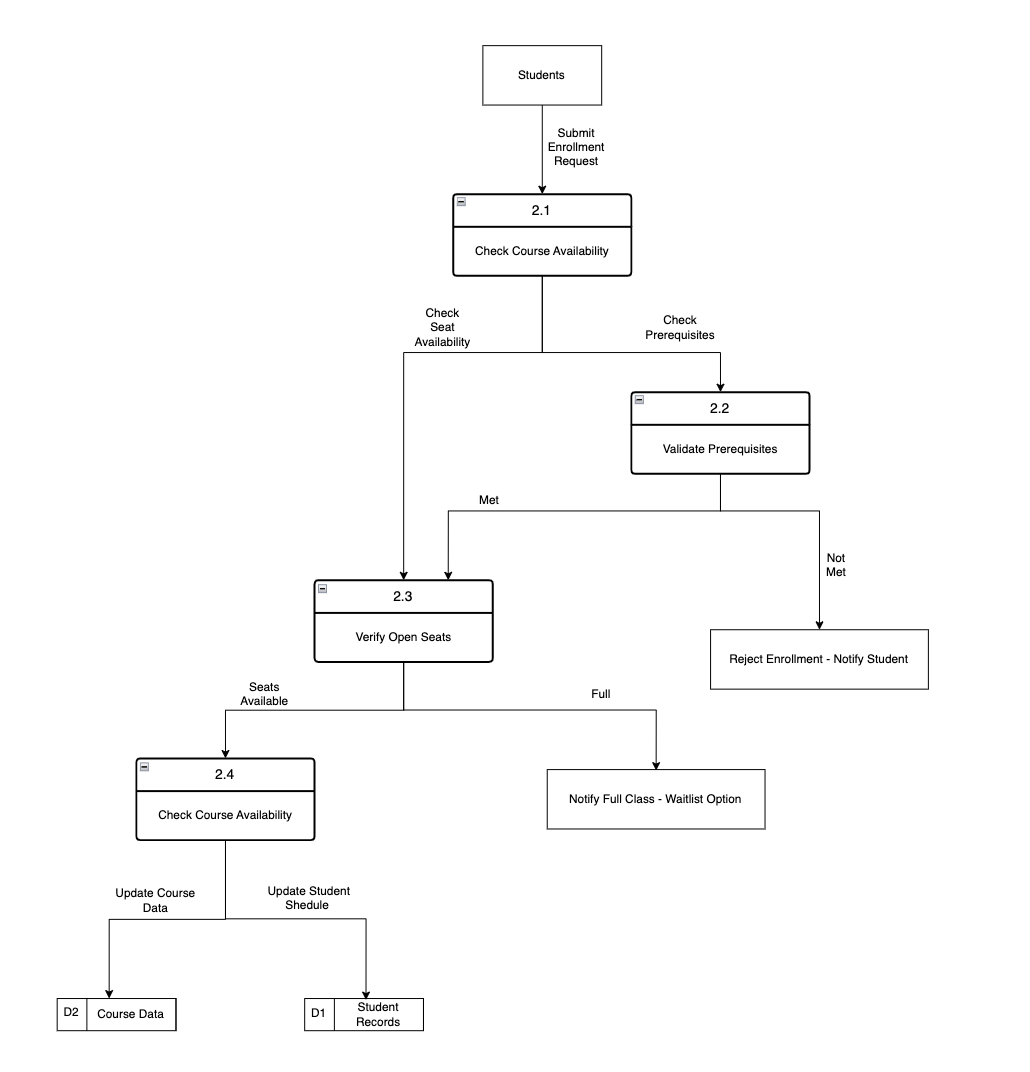 Students
Submit
Enrollment
Request
2.1
Check Course Availability
Check
Seat
Availability
Check
Prerequisites
2.2
Validate Prerequisites
Met
Not
Met
2.3
Verify Open Seats
Reject Enrollment - Notify Student
Seats
Available
Full
2.4
Check Course Availability
Notify Full Class - Waitlist Option
Update Course
Data
Update Student
Shedule
D2
Course Data
D1
Student
Records